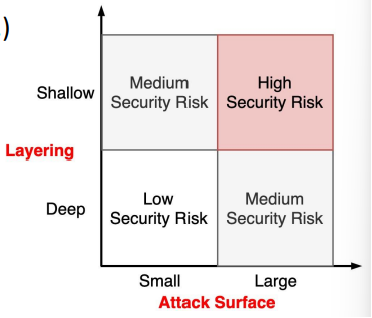 )
Medium
Security Risk
High
Security Risk
Shallow
Layering
Low
Security Risk
Medium
Security Risk
Deep
Small
Large
Attack Surface